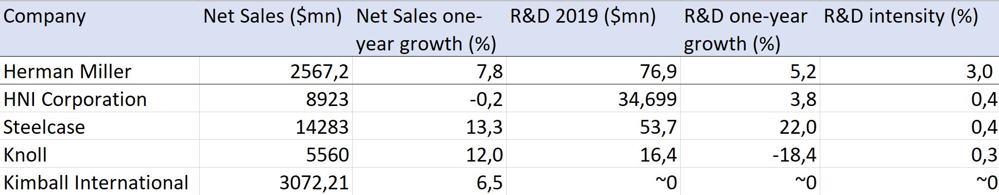 Company Net Sales ($mn) Net Sales one-year growth (%) R&D 2019 ($mn) R&D one-year growth (%) R&D intensity (%)
Herman Miller 2567,2 7,8 76,9 5,2 3,0
HNI Corporation 8923 -0,2 34,699 3,8 0,4
Steelcase 14283 13,3 53,7 22,0 0,4
Knoll 5560 12,0 16,4 -18,4 0,3
Kimball International 3072,21 6,5 ~0 ~0 ~0